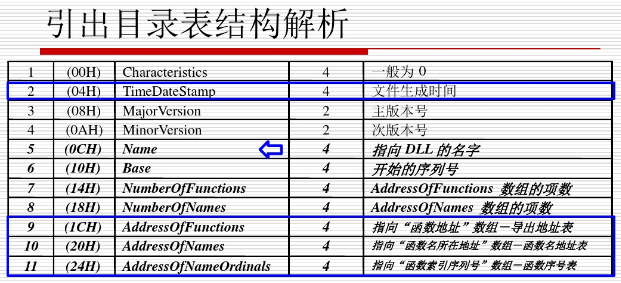 引出目录表结构解析
1 (00H) Characteristics 4 一般为 0
2 (04H) TimeDateStamp 4 文件生成时间
3 (08H) MajorVersion 2 主版本号
4 (0AH) MinorVersion 2 次版本号
5 (0CH) Name 4 指向 DLL 的名字
6 (10H) Base 4 开始的序列号
7 (14H) NumberOfFunctions 4 AddressOfFunctions 数组的项数
8 (18H) NumberOfNames 4 AddressOfNames 数组的项数
9 (1CH) AddressOfFunctions 4 指向“函数地址”数组－导出地址表
10 (20H) AddressOfNames 4 指向“函数名所在地址”数组－函数名地址表
11 (24H) AddressOfNameOrdinals 4 指向“函数索引序列号”数组－函数序号表